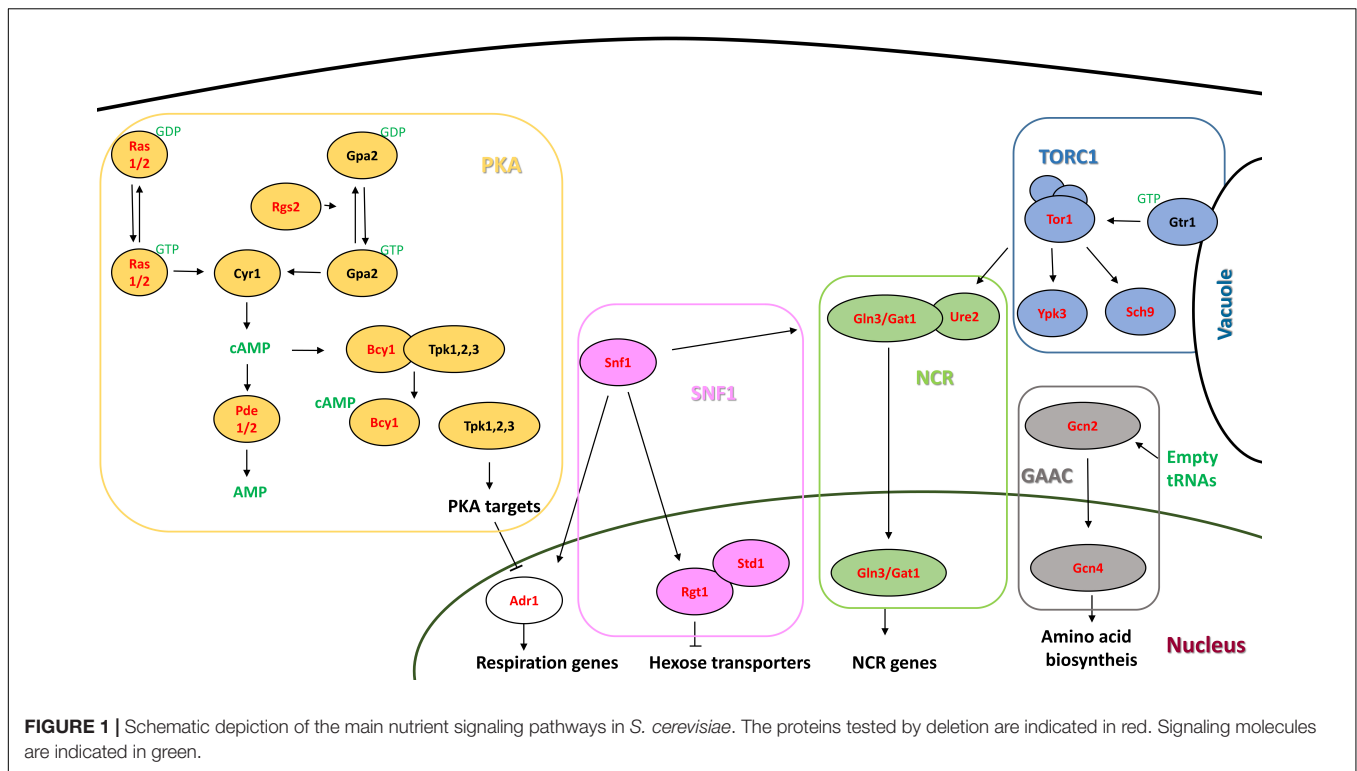 GDP
Ras
1/2
GTP
Ras
1/2
Rgs2
GDP
Gpa2
GTP
Gpa2
PKA
Cyr1
cAMP
Pde
1/2
AMP
Bcy1
Tpk1,2,3
cAMP
Bcy1
Tpk1,2,3
PKA targets
Adr1
Respiration genes
Snf1
SNF1
Std1
Rgt1
Hexose transporters
Gln3/Gat1
Ure2
NCR
Gln3/Gat1
NCR genes
TORC1
Tor1
GTP
Gtr1
Ypk3
Sch9
Vacuole
Gcn2
GAAC
Empty
tRNAs
Gcn4
Amino acid
biosyntheis
Nucleus
FIGURE 1 | Schematic depiction of the main nutrient signaling pathways in S. cerevisiae. The proteins tested by deletion are indicated in red. Signaling molecules
are indicated in green.